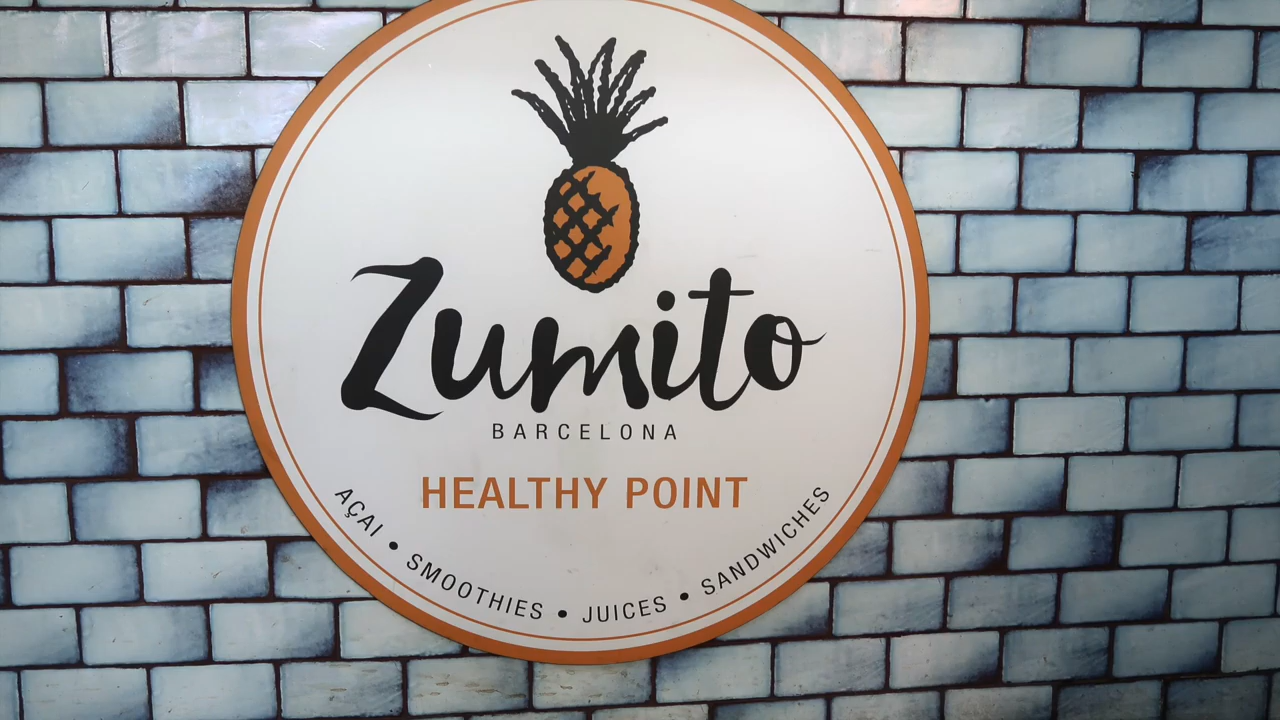 Zumito
BARCELONA
HEALTHY POINT
AÇAI • SMOOTHIES • JUICES • SANDWICHES